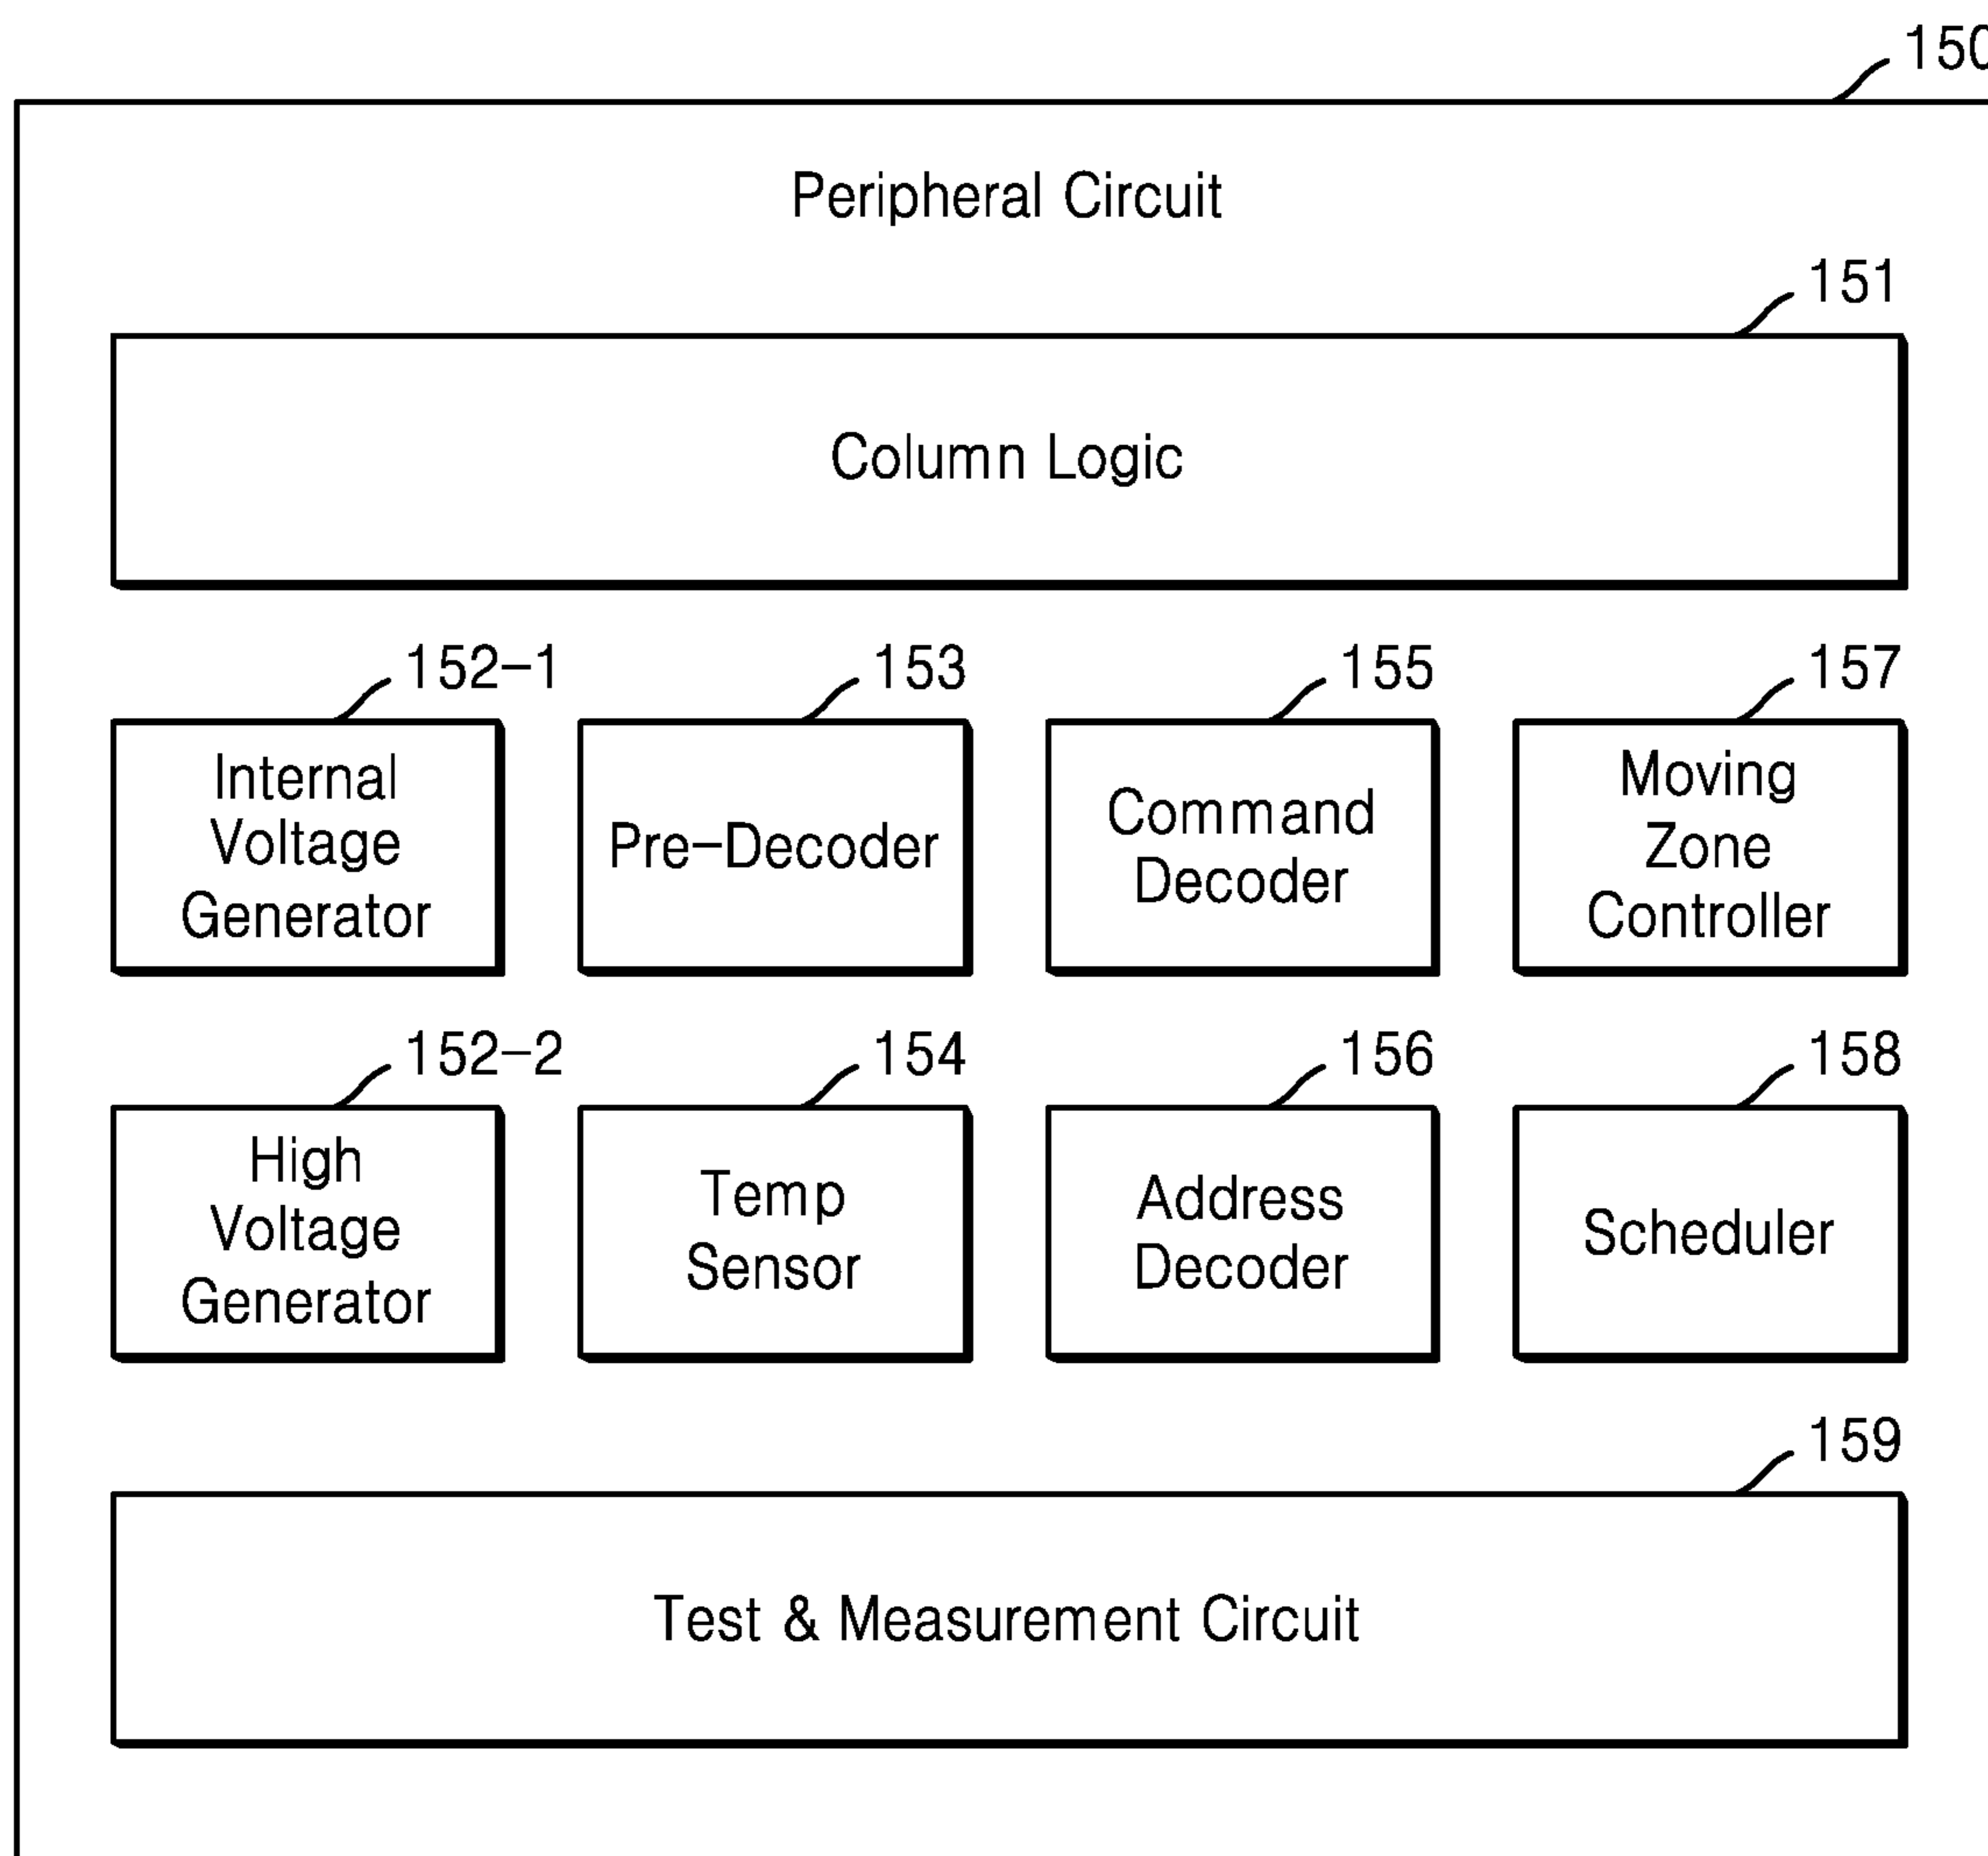 150
Peripheral Circuit
151
Column Logic
152-1
153
155
157
Internal
Voltage
Generator
Pre-Decoder
Command
Decoder
Moving
Zone
Controller
152-2
154
156
158
High
Voltage
Generator
Temp
Sensor
Address
Decoder
Scheduler
159
Test & Measurement Circuit